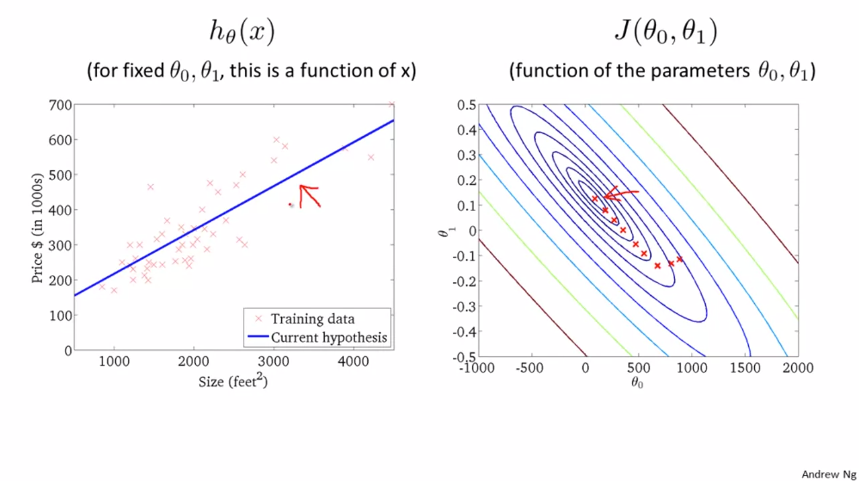 hθ(x)
(for fixed θ₀, θ₁, this is a function of x)
700
600
500
400
300
200
100
0
Price $ (in 1000s)
1000
2000
3000
4000
Size (feet²)
Training data
Current hypothesis
J(θ₀, θ₁)
(function of the parameters θ₀, θ₁)
0.5
0.4
0.3
0.2
0.1
0
-0.1
-0.2
-0.3
-0.4
-0.5
θ₁
-1000
-500
0
500
1000
1500
2000
θ₀
Andrew Ng